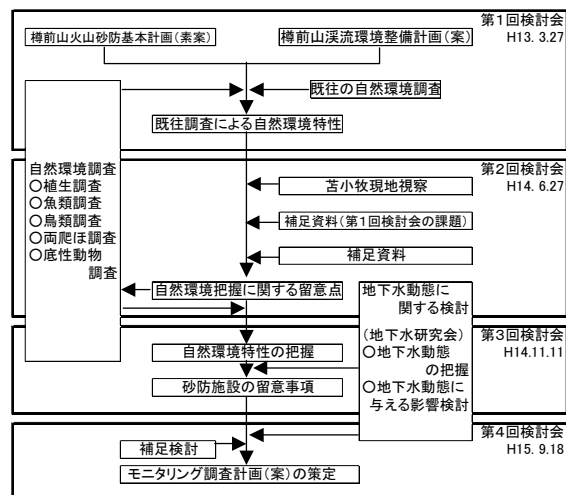 第1回検討会
H13. 3.27
樽前山火山砂防基本計画(素案)
樽前山渓流環境整備計画(案)
既往の自然環境調査
既往調査による自然環境特性
第2回検討会
H14. 6.27
自然環境調査
〇植生調査
〇魚類調査
〇鳥類調査
〇両爬ほ調査
〇底性動物
調査
苫小牧現地視察
補足資料(第1回検討会の課題)
補足資料
自然環境把握に関する留意点
地下水動態
に関する検討
(地下水研究会)
〇地下水動態
の把握
〇地下水動態に
与える影響検討
第3回検討会
H14.11.11
自然環境特性の把握
砂防施設の留意事項
第4回検討会
H15. 9.18
補足検討
モニタリング調査計画(案)の策定